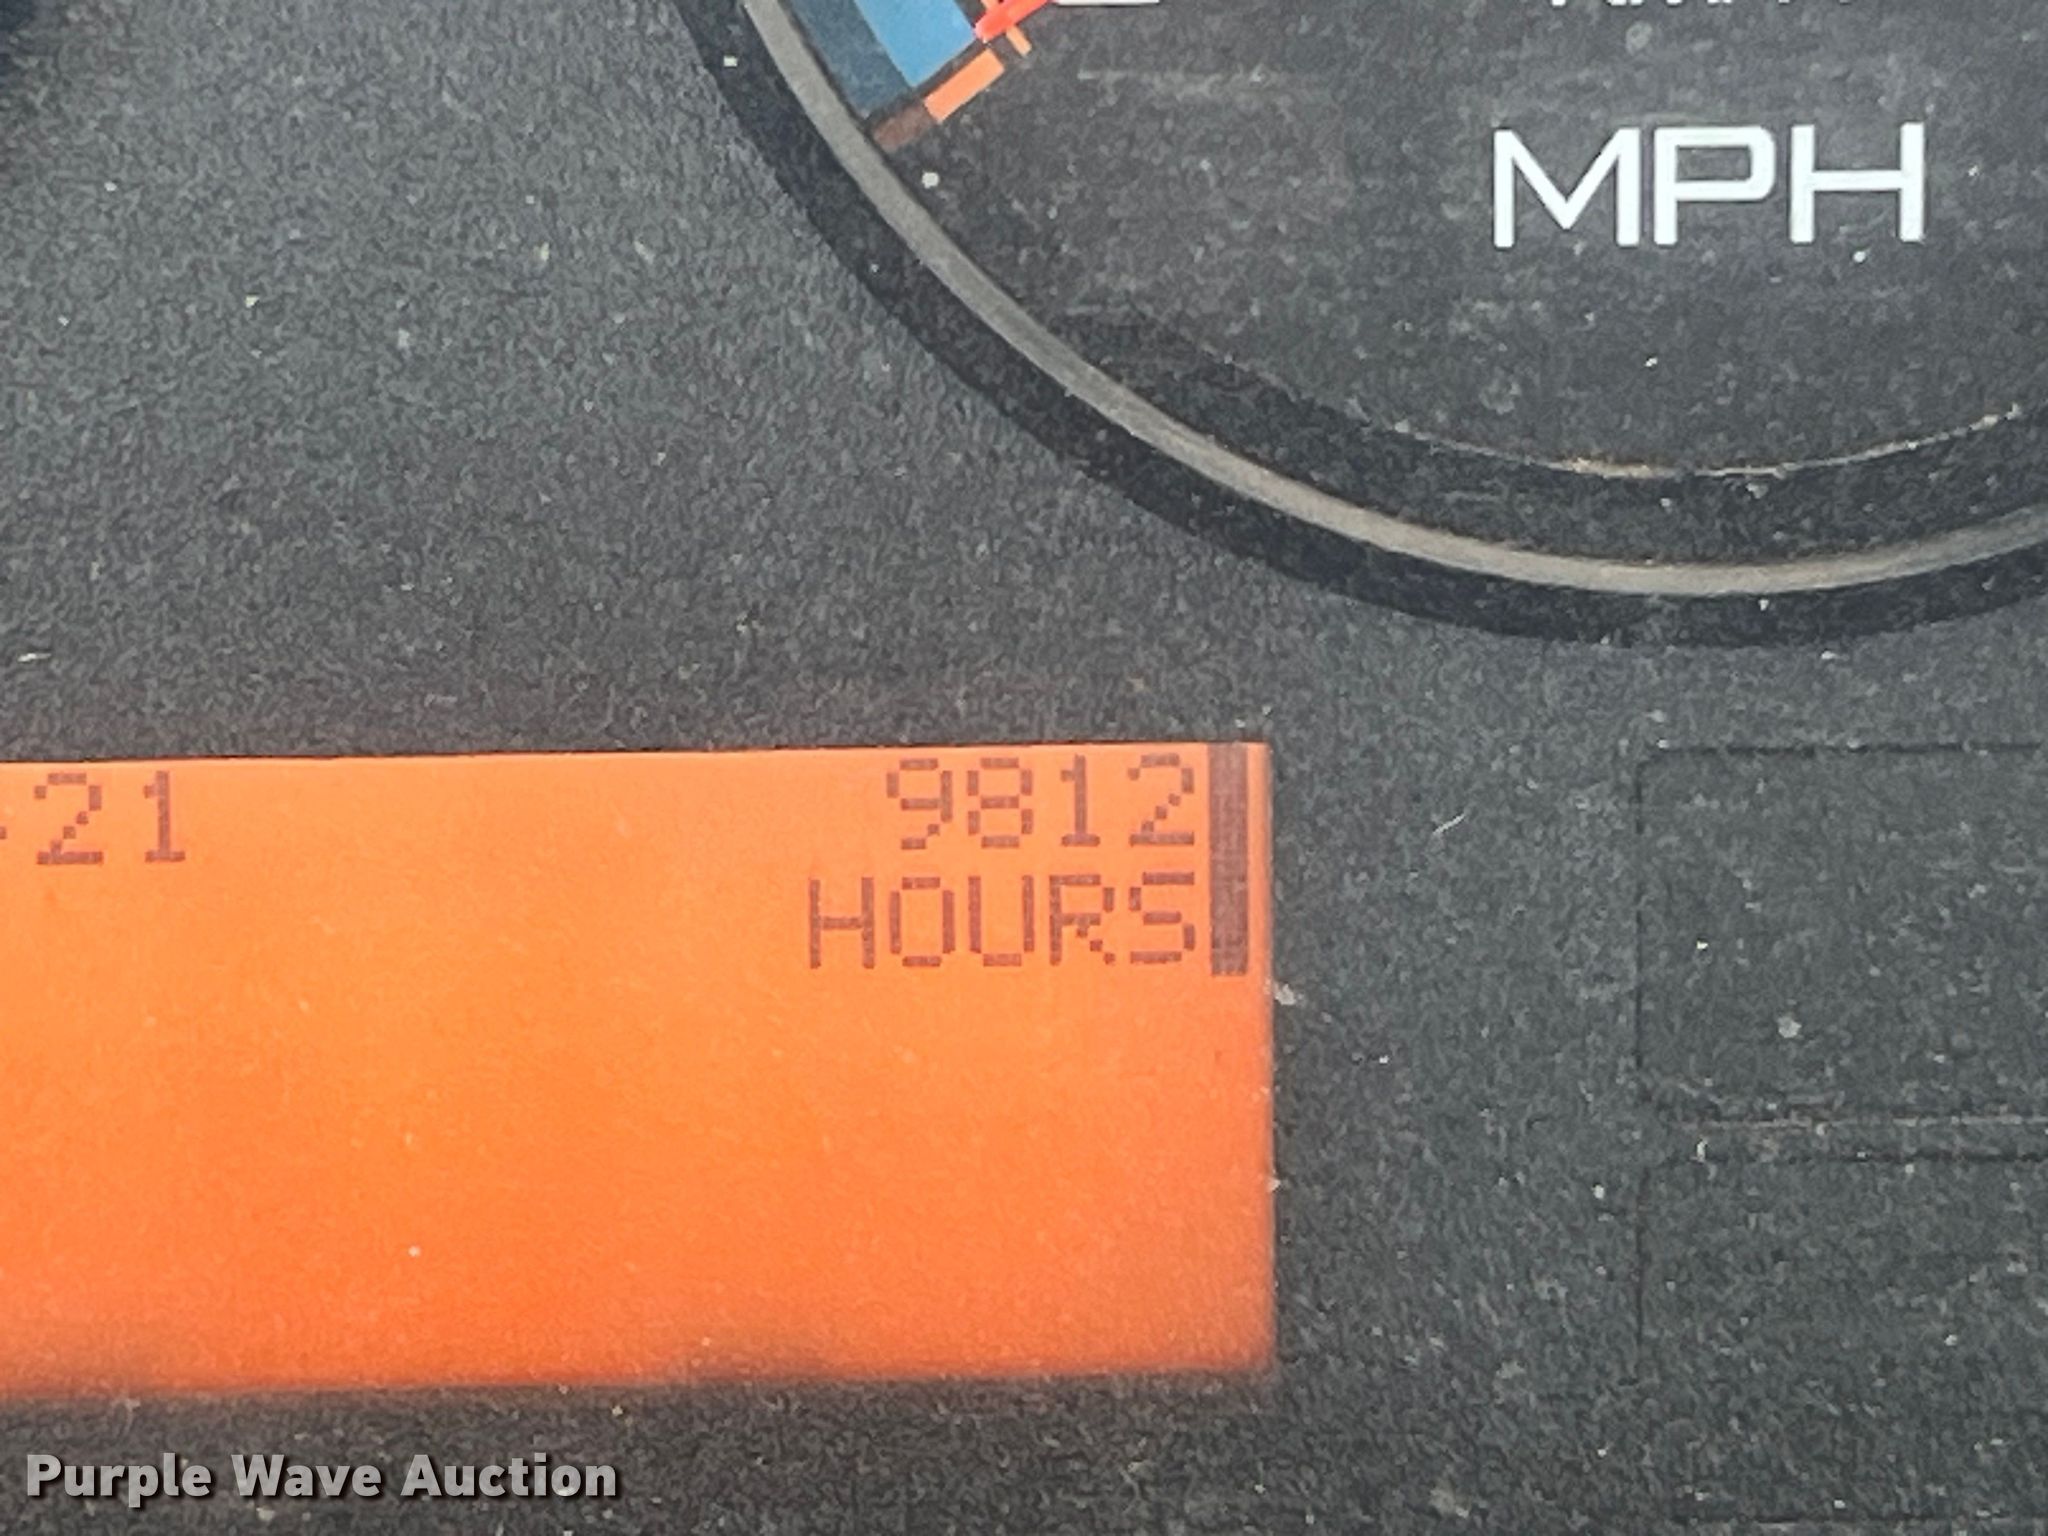 MPH
21
9812
HOURS
Purple Wave Auction